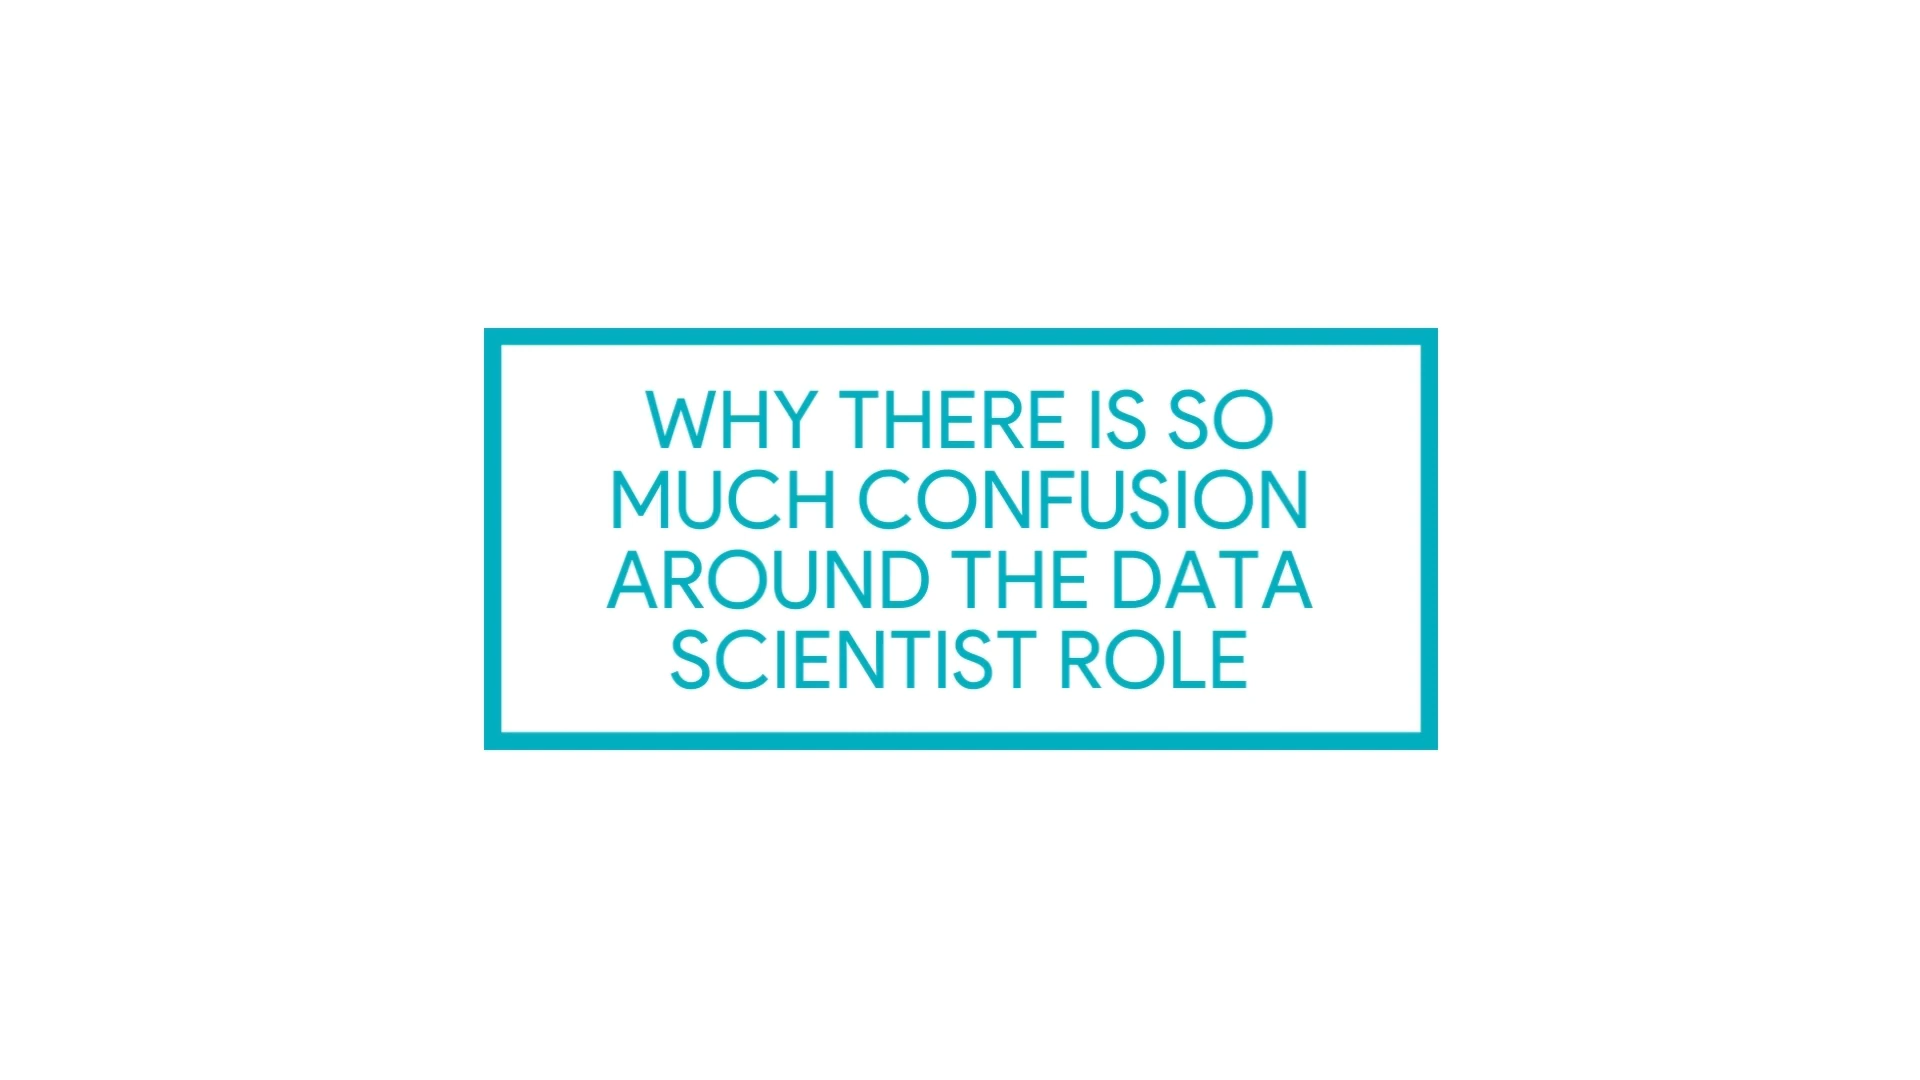 WHY THERE IS SO
MUCH CONFUSION
AROUND THE DATA
SCIENTIST ROLE